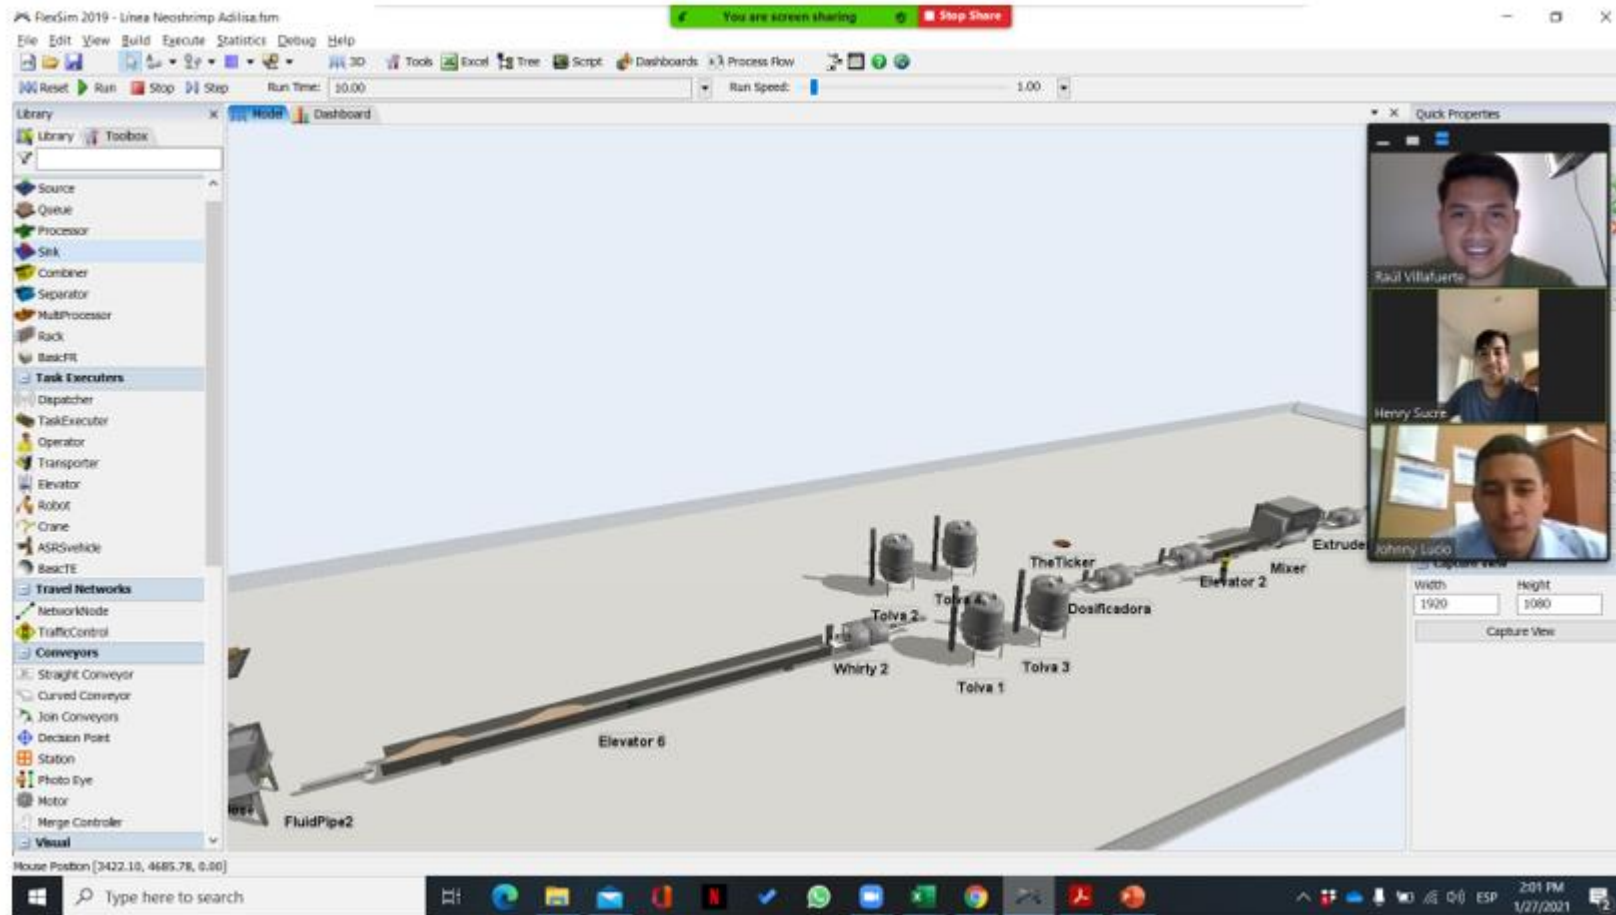 FlexSim 2019 - Línea Neoshrimp Adilisa.fsm
You are screen sharing
Stop Share
File Edit View Build Execute Statistics Debug Help
3D Tools Excel Tree Script Dashboards Process Flow
Reset Run Stop Step Run Time: 10.00 Run Speed: 1.00
Library
Model Dashboard
Quick Properties
Library Toolbox
Source
Queue
Processor
Sink
Combiner
Separator
MultiProcessor
Rack
BasicFR
Task Executers
Dispatcher
TaskExecuter
Operator
Transporter
Elevator
Robot
Crane
ASRSvehicle
BasicTE
Travel Networks
NetworkNode
TrafficControl
Conveyors
Straight Conveyor
Curved Conveyor
Join Conveyors
Decision Point
Station
Photo Eye
Motor
Merge Controller
Visual
Raúl Villafuerte
Henry Sucre
Johnny Lucio
Extruder
TheTicker
Mixer
Elevator 2
Tolva 4
Dosificadora
Tolva 2
Whirly 2
Tolva 3
Tolva 1
Elevator 6
FluidPipe2
Capture View
Width Height
1920 1080
Capture View
Mouse Position [3422.10, 4685.78, 0.00]
Type here to search
ESP
2:01 PM
1/27/2021
2